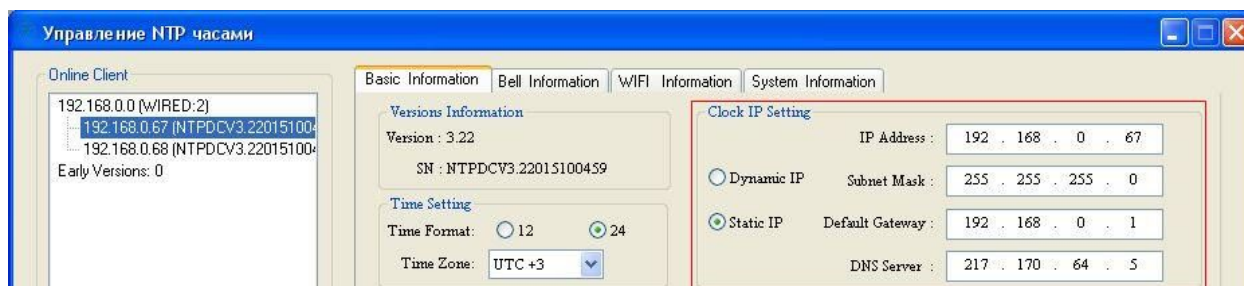 Управление NTP часами
Online Client
192.168.0.0 (WIRED:2)
192.168.0.67 (NTPDCV3.22015100
192.168.0.68 (NTPDCV3.22015100
Early Versions: 0
Basic Information Bell Information WIFI Information System Information
Versions Information
Version : 3.22
SN : NTPDCV3.22015100459
Time Setting
Time Format: 12 24
Time Zone: UTC +3
Clock IP Setting
IP Address : 192 . 168 . 0 . 67
Dynamic IP Subnet Mask : 255 . 255 . 255 . 0
Static IP Default Gateway : 192 . 168 . 0 . 1
DNS Server : 217 . 170 . 64 . 5